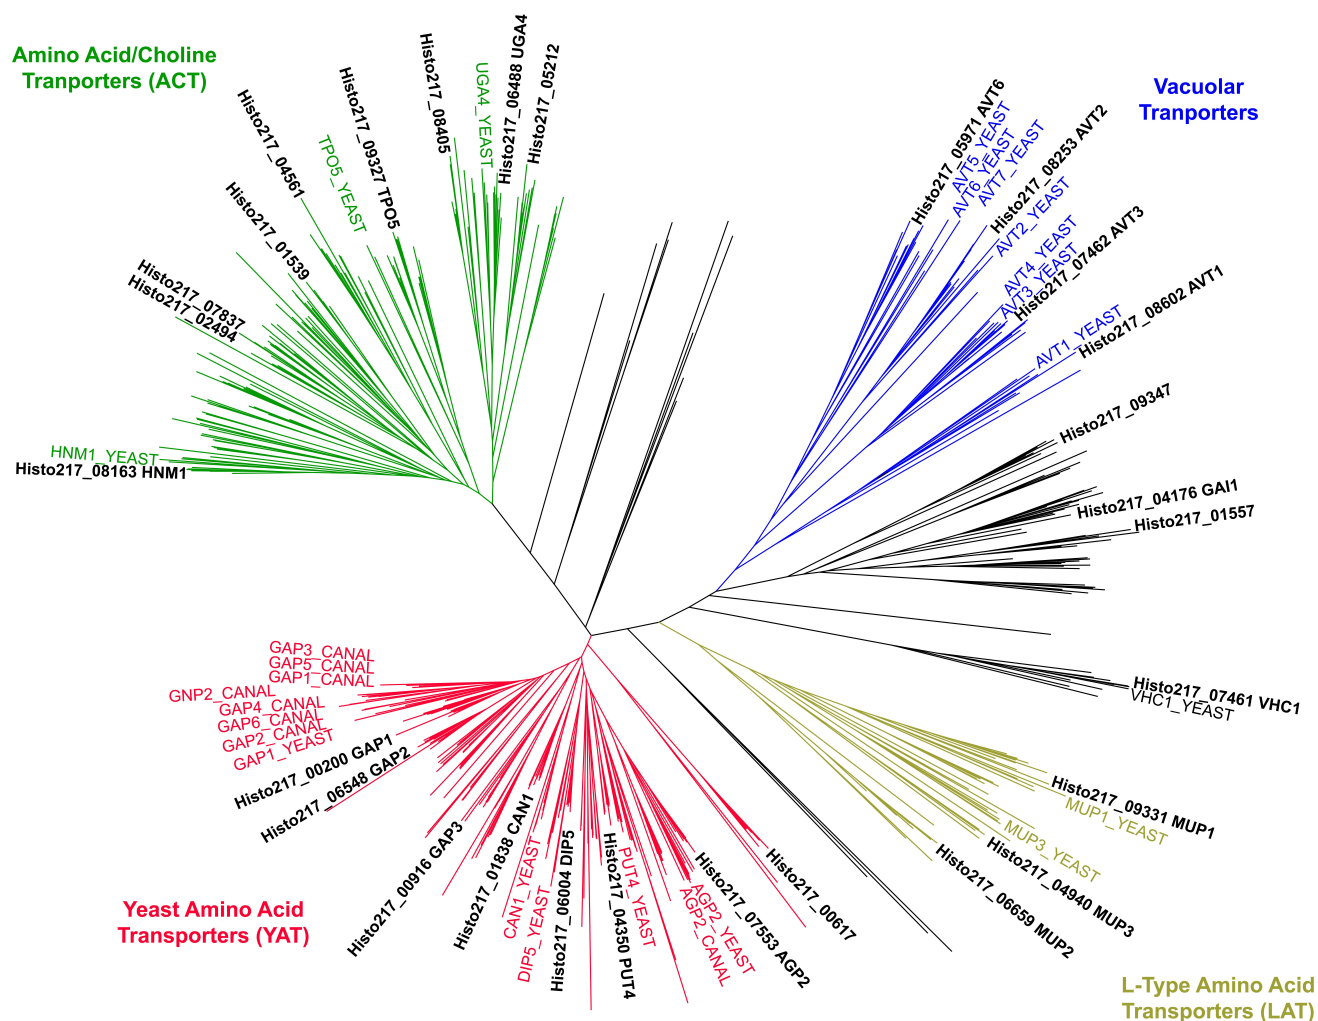 Amino Acid/Choline
Tranporters (ACT)
Histo217_04561
TPO5_YEAST
Histo217_09327 TPO5
Histo217_08405
UGA4_YEAST
Histo217_06488 UGA4
Histo217_05212
Histo217_01539
Histo217_07837
Histo217_02494
HNM1_YEAST
Histo217_08163 HNM1
Vacuolar
Tranporters
Histo217_05971 AVT6
AVT5_YEAST
AVT6_YEAST
AVT7_YEAST
Histo217_08253 AVT2
AVT2_YEAST
AVT4_YEAST
AVT3_YEAST
Histo217_07462 AVT3
AVT1_YEAST
Histo217_08602 AVT1
Histo217_09347
Histo217_04176 GAI1
Histo217_01557
Histo217_07461 VHC1
VHC1_YEAST
Histo217_09331 MUP1
MUP1_YEAST
MUP3_YEAST
Histo217_04940 MUP3
Histo217_06659 MUP2
L-Type Amino Acid
Transporters (LAT)
GAP3_CANAL
GAP5_CANAL
GAP1_CANAL
GNP2_CANAL
GAP4_CANAL
GAP6_CANAL
GAP2_CANAL
GAP1_YEAST
Histo217_00200 GAP1
Histo217_06548 GAP2
Histo217_00916 GAP3
Histo217_01838 CAN1
CAN1_YEAST
DIP5_YEAST
Histo217_06004 DIP5
Histo217_04350 PUT4
PUT4_YEAST
AGP2_CANAL
AGP2_YEAST
Histo217_07553 AGP2
Histo217_00617
Yeast Amino Acid
Transporters (YAT)